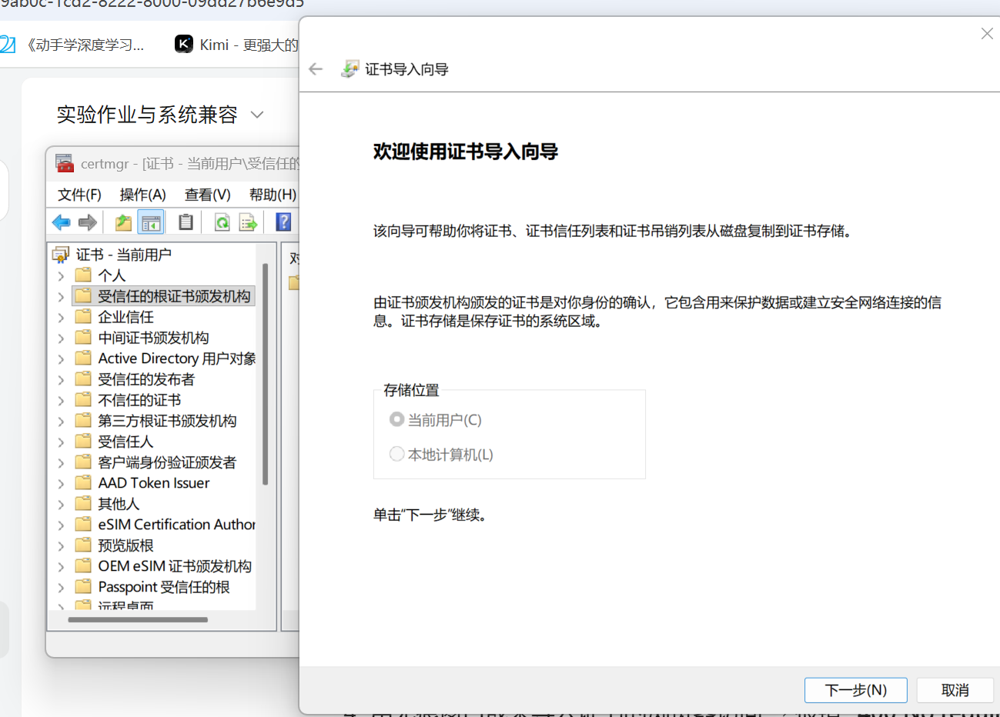 9ab0c-1cd2-8222-8000-09dd27b6e9d5
《动手学深度学习...
Kimi - 更强大的
实验作业与系统兼容
certmgr - [证书 - 当前用户\受信任的
文件(F) 操作(A) 查看(V) 帮助(H)
证书 - 当前用户
个人
受信任的根证书颁发机构
企业信任
中间证书颁发机构
Active Directory 用户对象
受信任的发布者
不信任的证书
第三方根证书颁发机构
受信任人
客户端身份验证颁发者
AAD Token Issuer
其他人
eSIM Certification Author
预览版根
OEM eSIM 证书颁发机构
Passpoint 受信任的根
远程桌面
证书导入向导
欢迎使用证书导入向导
该向导可帮助你将证书、证书信任列表和证书吊销列表从磁盘复制到证书存储。
由证书颁发机构颁发的证书是对你身份的确认，它包含用来保护数据或建立安全网络连接的信
息。证书存储是保存证书的系统区域。
存储位置
当前用户(C)
本地计算机(L)
单击“下一步”继续。
下一步(N)
取消